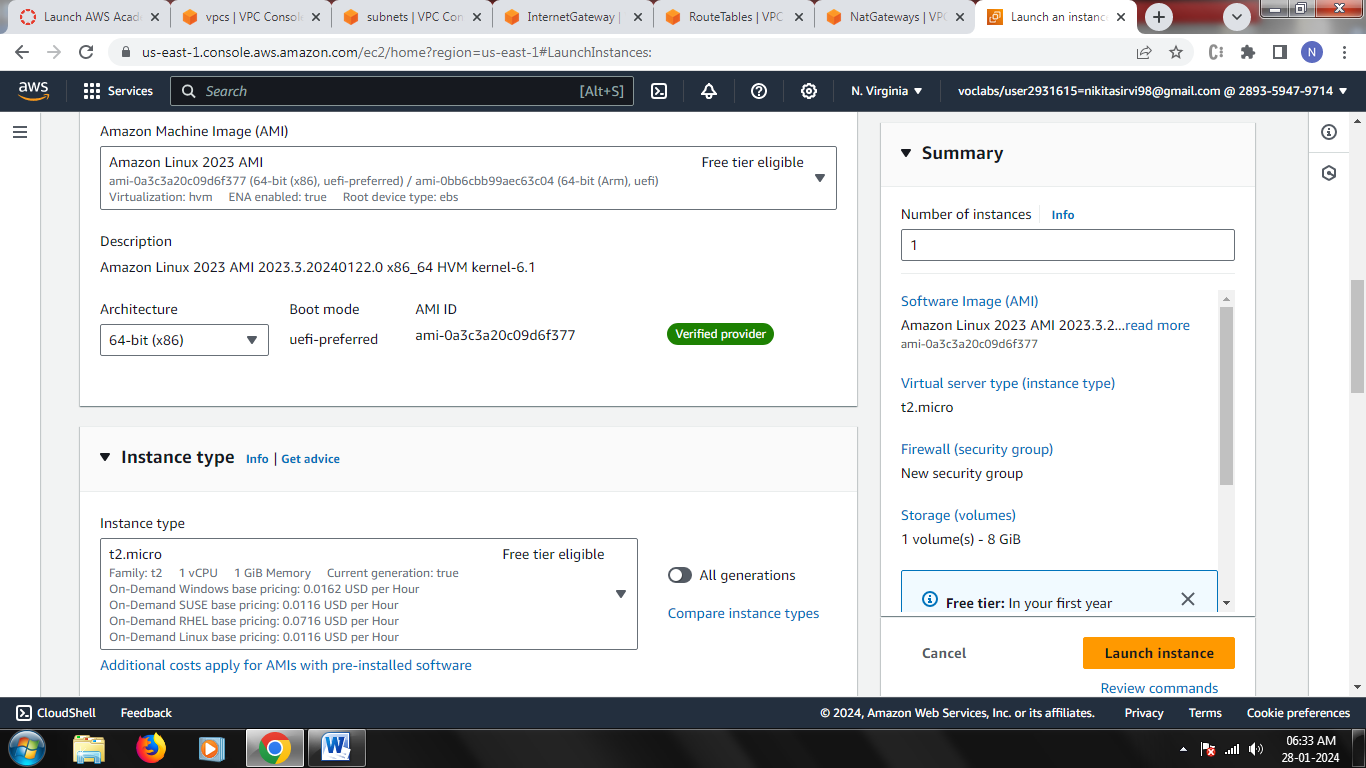 Launch AWS Acade
vpcs | VPC Conso
subnets | VPC Con
InternetGateway |
RouteTables | VPC
NatGateways | VPC
Launch an instance
us-east-1.console.aws.amazon.com/ec2/home?region=us-east-1#LaunchInstances:
N
aws
Services
Search
[Alt+S]
N. Virginia
voclabs/user2931615=nikitasirvi98@gmail.com @ 2893-5947-9714
Amazon Machine Image (AMI)
Amazon Linux 2023 AMI
Free tier eligible
ami-0a3c3a20c09d6f377 (64-bit (x86), uefi-preferred) / ami-0bb6cbb99aec63c04 (64-bit (Arm), uefi)
Virtualization: hvm ENA enabled: true Root device type: ebs
Description
Amazon Linux 2023 AMI 2023.3.20240122.0 x86_64 HVM kernel-6.1
Architecture
Boot mode
AMI ID
64-bit (x86)
uefi-preferred
ami-0a3c3a20c09d6f377
Verified provider
Instance type Info | Get advice
Instance type
t2.micro
Free tier eligible
Family: t2 1 vCPU 1 GiB Memory Current generation: true
On-Demand Windows base pricing: 0.0162 USD per Hour
On-Demand SUSE base pricing: 0.0116 USD per Hour
On-Demand RHEL base pricing: 0.0716 USD per Hour
On-Demand Linux base pricing: 0.0116 USD per Hour
All generations
Compare instance types
Additional costs apply for AMIs with pre-installed software
Summary
Number of instances Info
1
Software Image (AMI)
Amazon Linux 2023 AMI 2023.3.2...read more
ami-0a3c3a20c09d6f377
Virtual server type (instance type)
t2.micro
Firewall (security group)
New security group
Storage (volumes)
1 volume(s) - 8 GiB
Free tier: In your first year
Cancel
Launch instance
Review commands
CloudShell
Feedback
© 2024, Amazon Web Services, Inc. or its affiliates.
Privacy
Terms
Cookie preferences
06:33 AM
28-01-2024